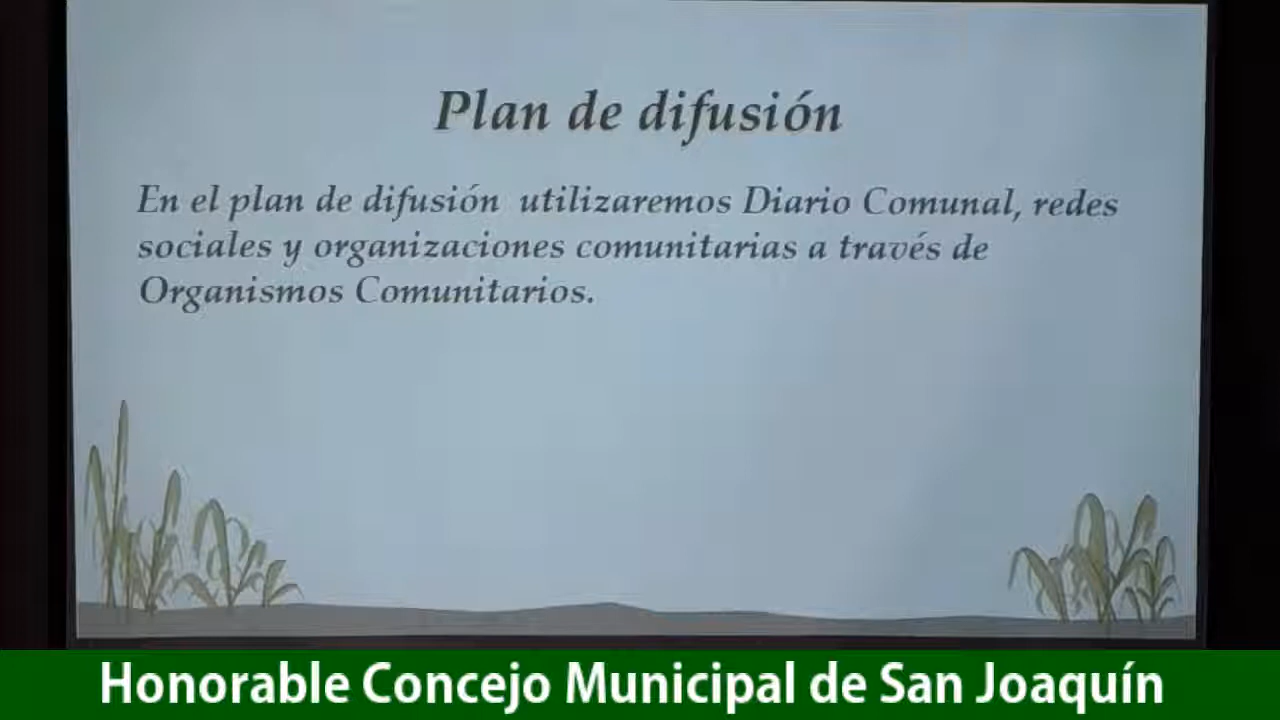 Plan de difusión
En el plan de difusión utilizaremos Diario Comunal, redes
sociales y organizaciones comunitarias a través de
Organismos Comunitarios.
Honorable Concejo Municipal de San Joaquín